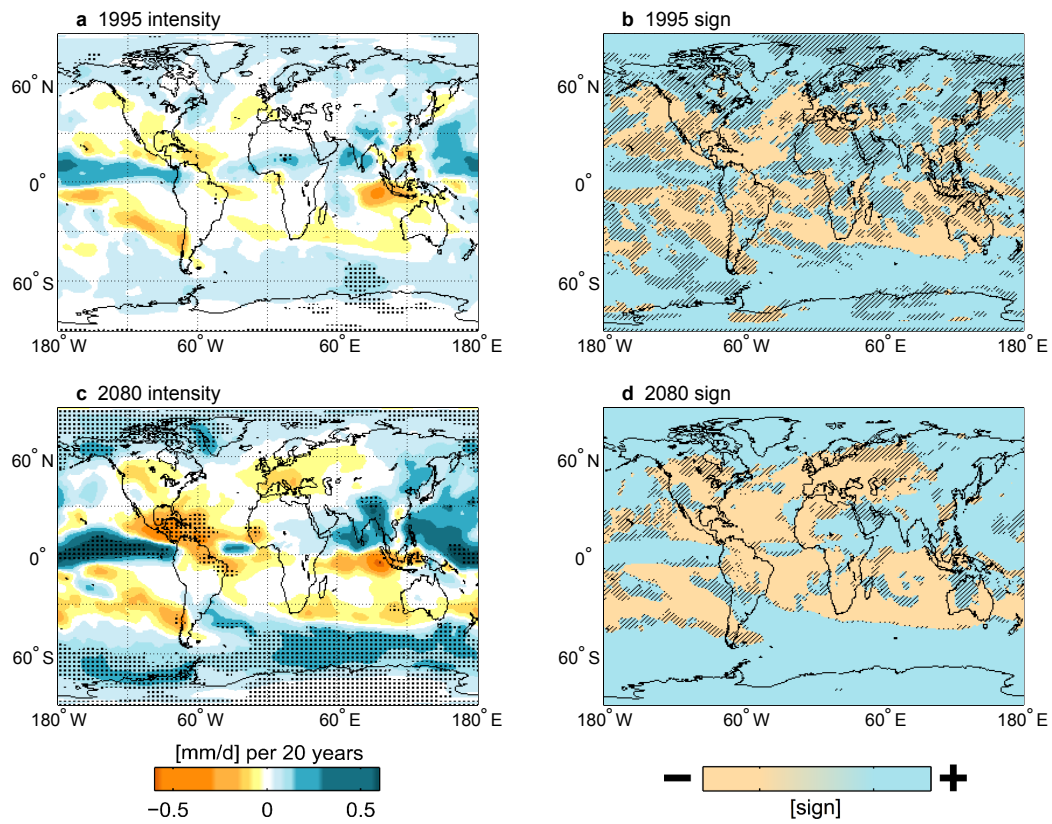 a 1995 intensity
b 1995 sign
60° N
0°
60° S
180° W
60° W
60° E
180° E
60° N
0°
60° S
180° W
60° W
60° E
180° E
c 2080 intensity
d 2080 sign
60° N
0°
60° S
180° W
60° W
60° E
180° E
60° N
0°
60° S
180° W
60° W
60° E
180° E
[mm/d] per 20 years
−0.5
0
0.5
− +
[sign]